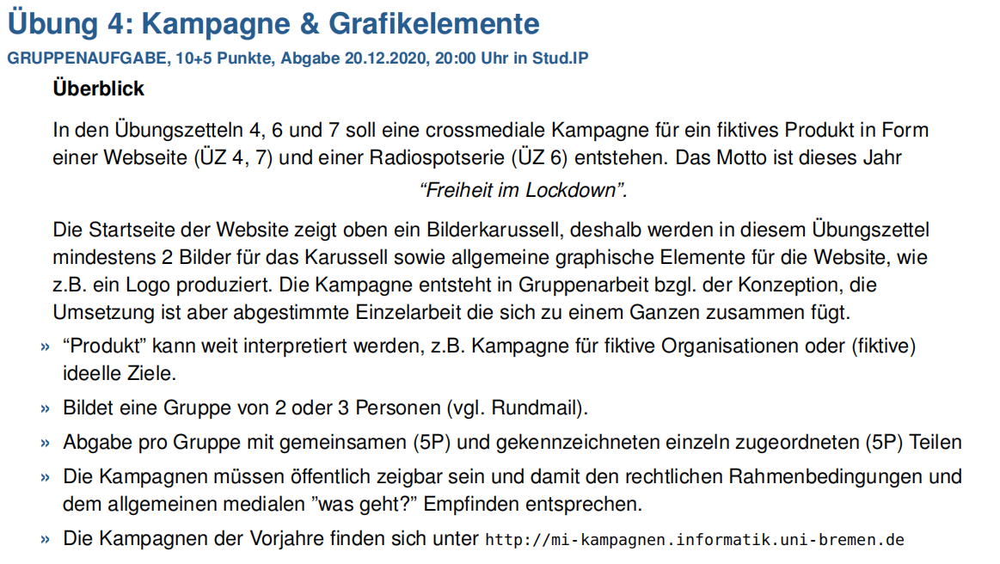 Übung 4: Kampagne & Grafikelemente
GRUPPENAUFGABE, 10+5 Punkte, Abgabe 20.12.2020, 20:00 Uhr in Stud.IP
Überblick
In den Übungszetteln 4, 6 und 7 soll eine crossmediale Kampagne für ein fiktives Produkt in Form
einer Webseite (ÜZ 4, 7) und einer Radiospotserie (ÜZ 6) entstehen. Das Motto ist dieses Jahr
“Freiheit im Lockdown”.
Die Startseite der Website zeigt oben ein Bilderkarussell, deshalb werden in diesem Übungszettel
mindestens 2 Bilder für das Karussell sowie allgemeine graphische Elemente für die Website, wie
z.B. ein Logo produziert. Die Kampagne entsteht in Gruppenarbeit bzgl. der Konzeption, die
Umsetzung ist aber abgestimmte Einzelarbeit die sich zu einem Ganzen zusammen fügt.
» “Produkt” kann weit interpretiert werden, z.B. Kampagne für fiktive Organisationen oder (fiktive)
ideelle Ziele.
» Bildet eine Gruppe von 2 oder 3 Personen (vgl. Rundmail).
» Abgabe pro Gruppe mit gemeinsamen (5P) und gekennzeichneten einzeln zugeordneten (5P) Teilen
» Die Kampagnen müssen öffentlich zeigbar sein und damit den rechtlichen Rahmenbedingungen und
dem allgemeinen medialen ”was geht?” Empfinden entsprechen.
» Die Kampagnen der Vorjahre finden sich unter http://mi-kampagnen.informatik.uni-bremen.de